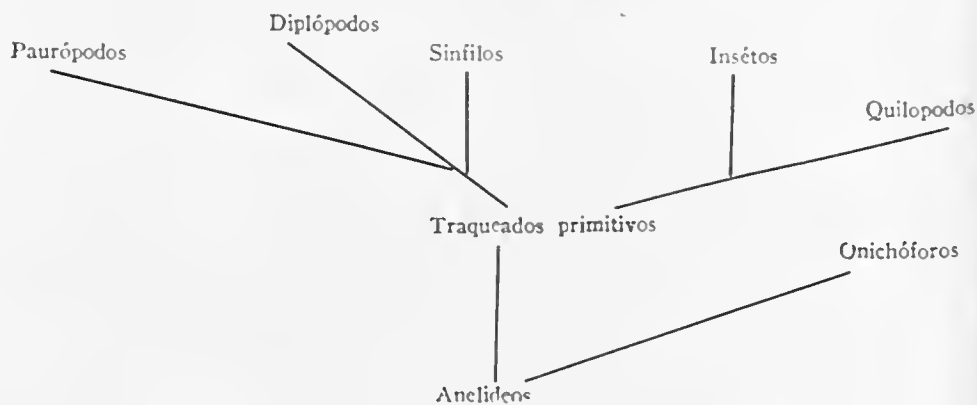 Diplópodos
Paurópodos
Sinfilos
Insétos
Quilopodos
Traqueados primitivos
Onichóforos
Anelideos